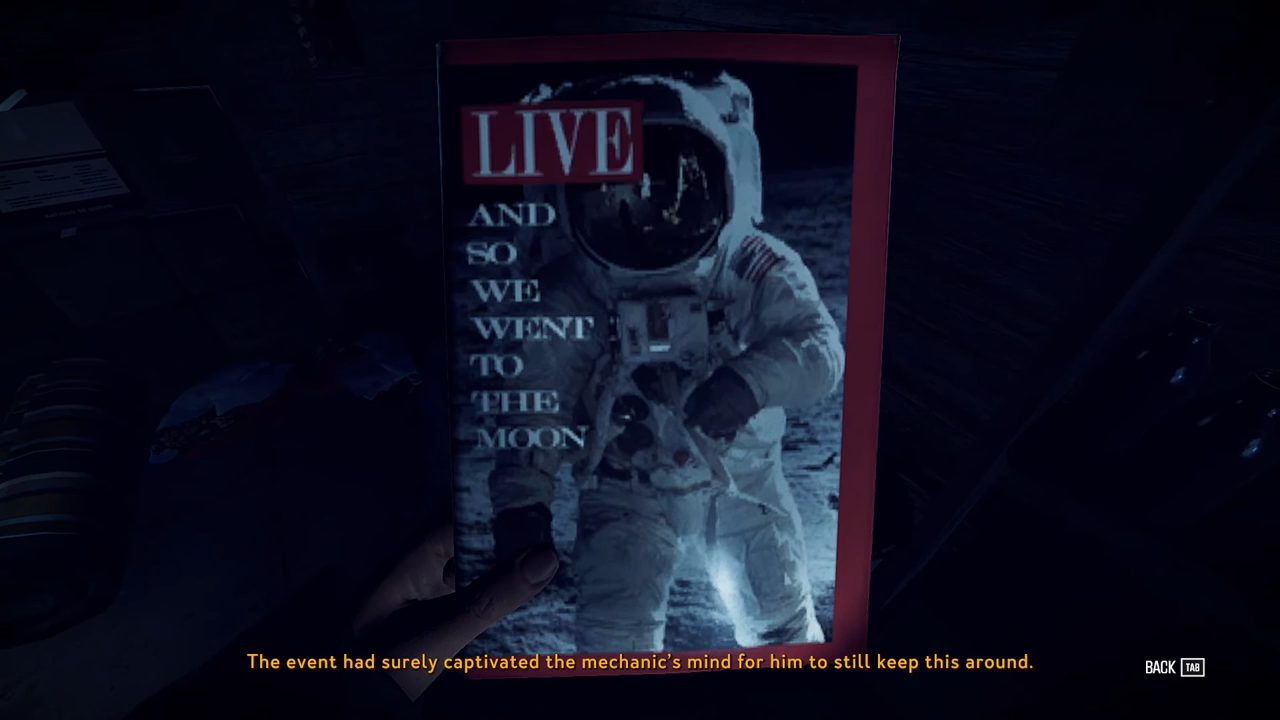 LIVE
AND
SO
WE
WENT
TO
THE
MOON
The event had surely captivated the mechanic's mind for him to still keep this around.
BACK TAB